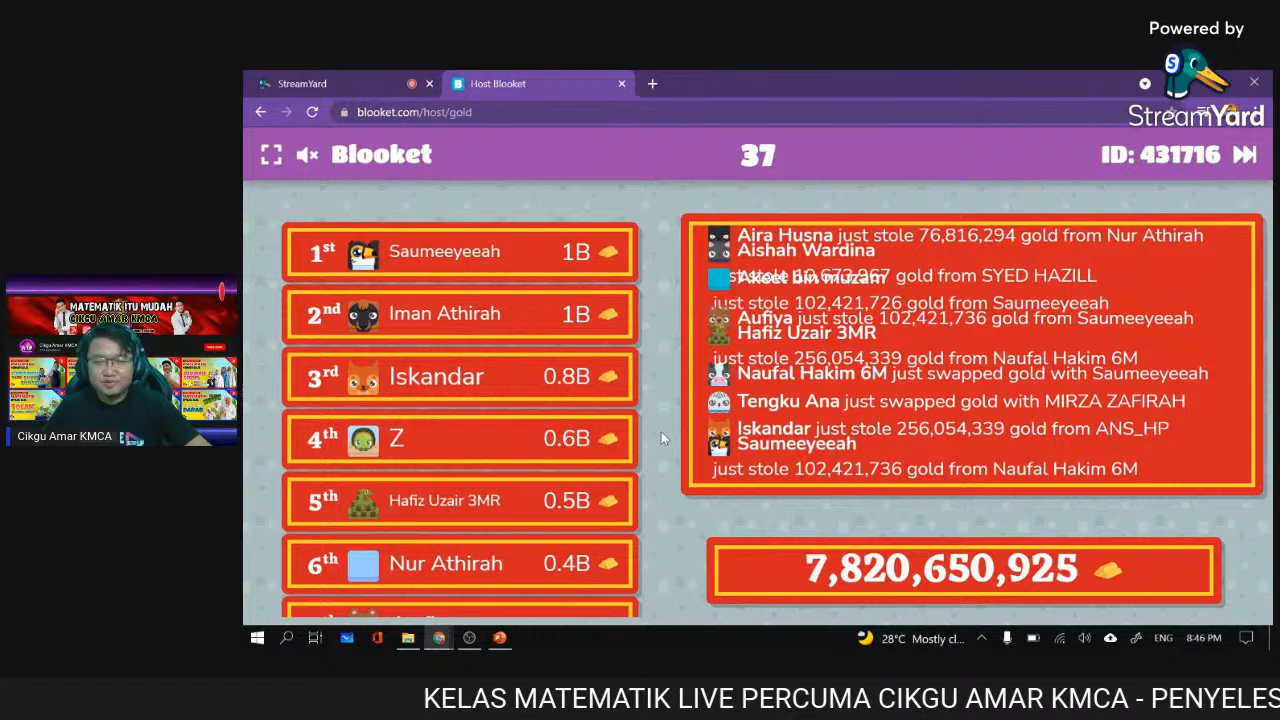 Powered by
StreamYard
StreamYard
Host Blooket
blooket.com/host/gold
Blooket
37
ID: 431716
1st Saumeeyeeah 1B
2nd Iman Athirah 1B
3rd Iskandar 0.8B
4th Z 0.6B
5th Hafiz Uzair 3MR 0.5B
6th Nur Athirah 0.4B
Aira Husna just stole 76,816,294 gold from Nur Athirah
Aishah Wardina
gold from SYED HAZILL
just stole 102,421,726 gold from Saumeeyeeah
Aufiya just stole 102,421,736 gold from Saumeeyeeah
Hafiz Uzair 3MR
just stole 256,054,339 gold from Naufal Hakim 6M
Naufal Hakim 6M just swapped gold with Saumeeyeeah
Tengku Ana just swapped gold with MIRZA ZAFIRAH
Iskandar just stole 256,054,339 gold from ANS_HP
Saumeeyeeah
just stole 102,421,736 gold from Naufal Hakim 6M
7,820,650,925
MATEMATIK ITU MUDAH
CIKGU AMAR KMCA
Cikgu Amar KMCA
Cikgu Amar KMCA
28°C Mostly cl...
ENG
8:46 PM
KELAS MATEMATIK LIVE PERCUMA CIKGU AMAR KMCA - PENYELES